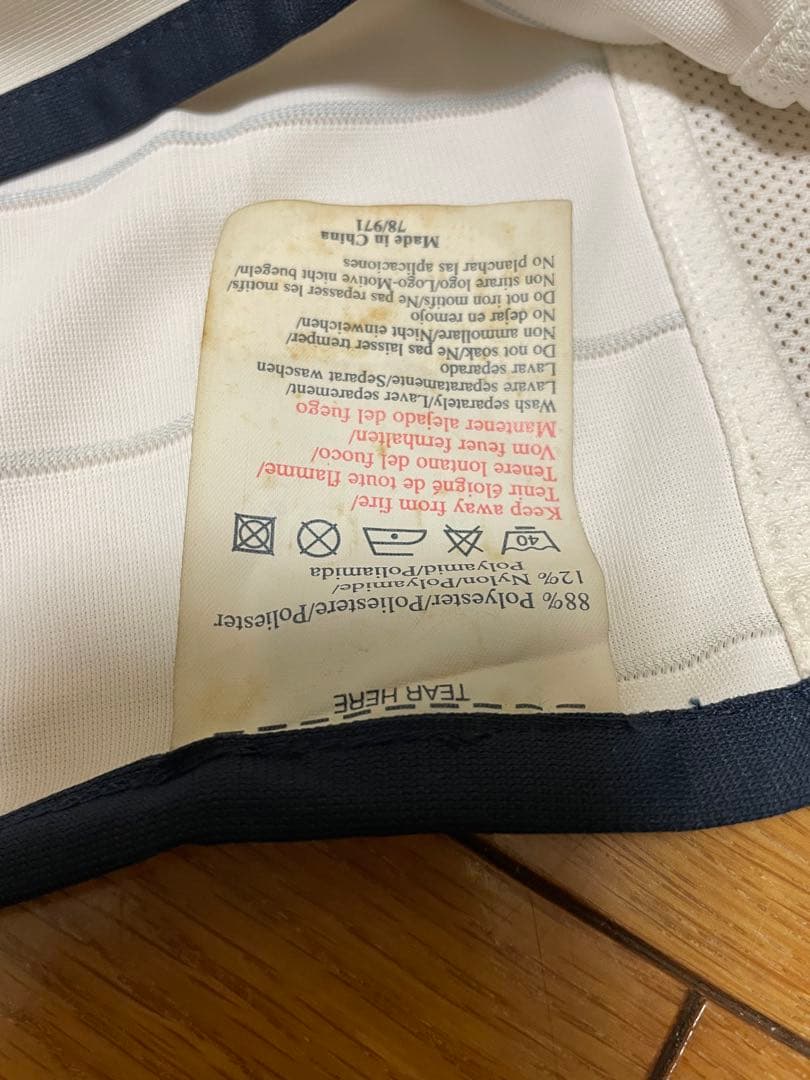 TEAR HERE
88% Polyester/Poliestere/Poliester
12% Nylon/Polyamide/
Polyamid/Poliamida
40
Keep away from fire/
Tenir éloigné de toute flamme/
Tenere lontano del fuoco/
Vom feuer fernhalten/
Mantener alejado del fuego
Wash separately/Laver separement/
Lavare separatamente/Separat waschen
Lavar separado
Do not soak/Ne pas laisser tremper/
Non ammollare/Nicht einweichen/
No dejar en remojo
Do not iron motifs/Ne pas repasser les motifs/
Non stirare logo/Logo-Motive nicht buegeln/
No planchar las aplicaciones
Made in China
78/971